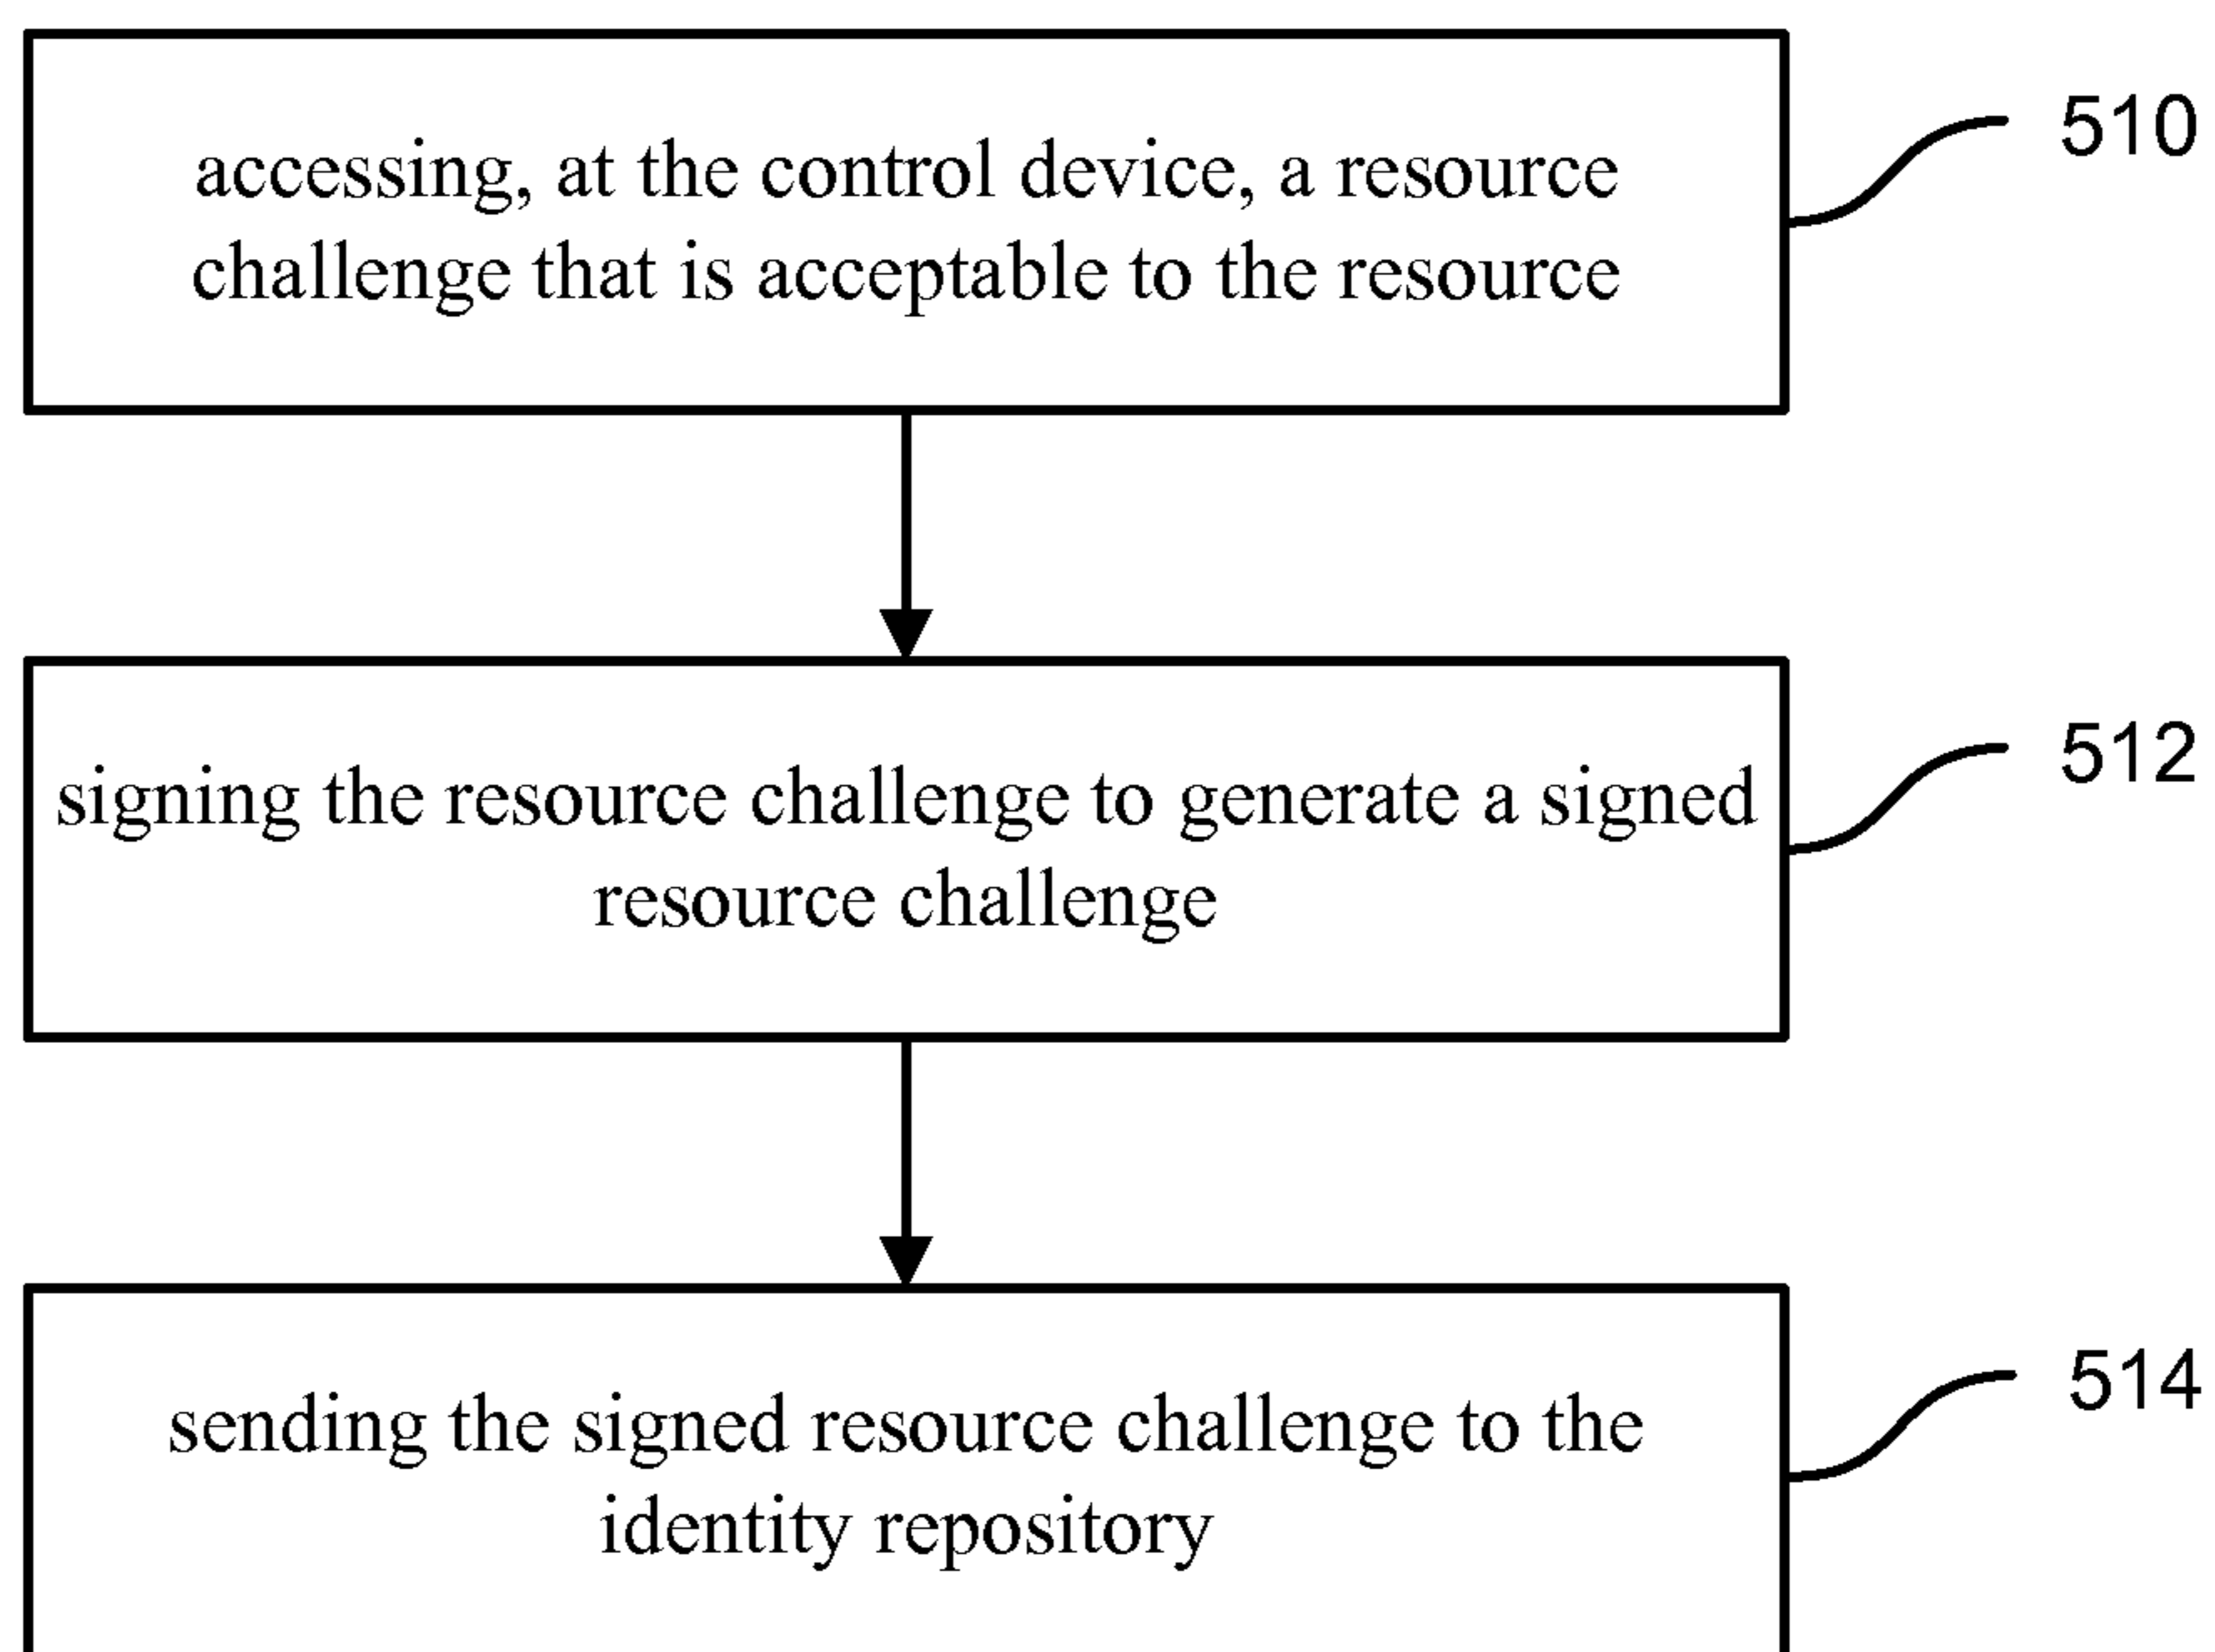 accessing, at the control device, a resource
challenge that is acceptable to the resource
510
signing the resource challenge to generate a signed
resource challenge
512
sending the signed resource challenge to the
identity repository
514